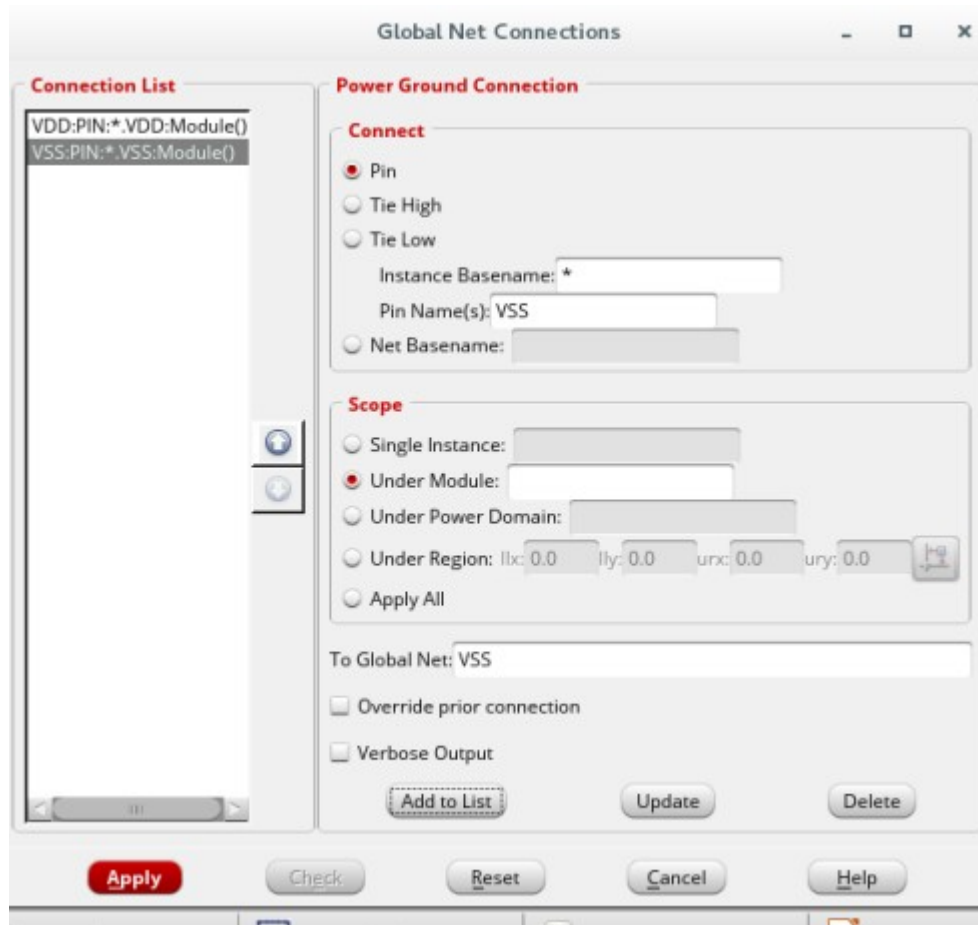 Global Net Connections
Connection List
VDD:PIN:*.VDD:Module()
VSS:PIN:*.VSS:Module()
Power Ground Connection
Connect
Pin
Tie High
Tie Low
Instance Basename: *
Pin Name(s): VSS
Net Basename:
Scope
Single Instance:
Under Module:
Under Power Domain:
Under Region: llx: 0.0 lly: 0.0 urx: 0.0 ury: 0.0
Apply All
To Global Net: VSS
Override prior connection
Verbose Output
Add to List Update Delete
Apply Check Reset Cancel Help